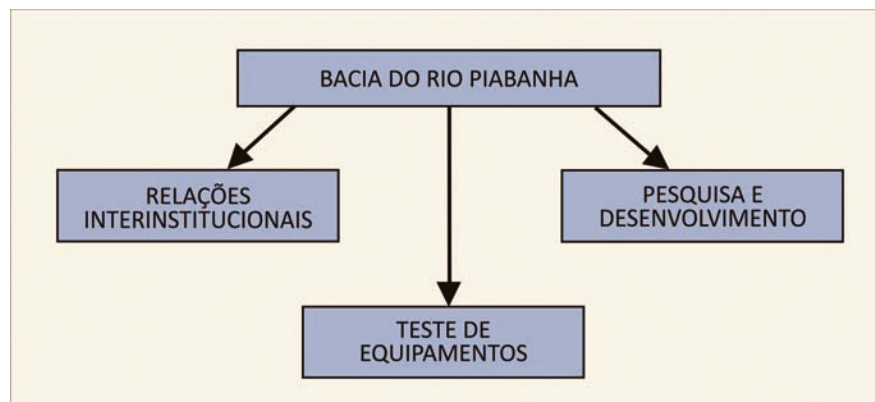 BACIA DO RIO PIABANHA
RELAÇÕES
INTERINSTITUCIONAIS
PESQUISA E
DESENVOLVIMENTO
TESTE DE
EQUIPAMENTOS